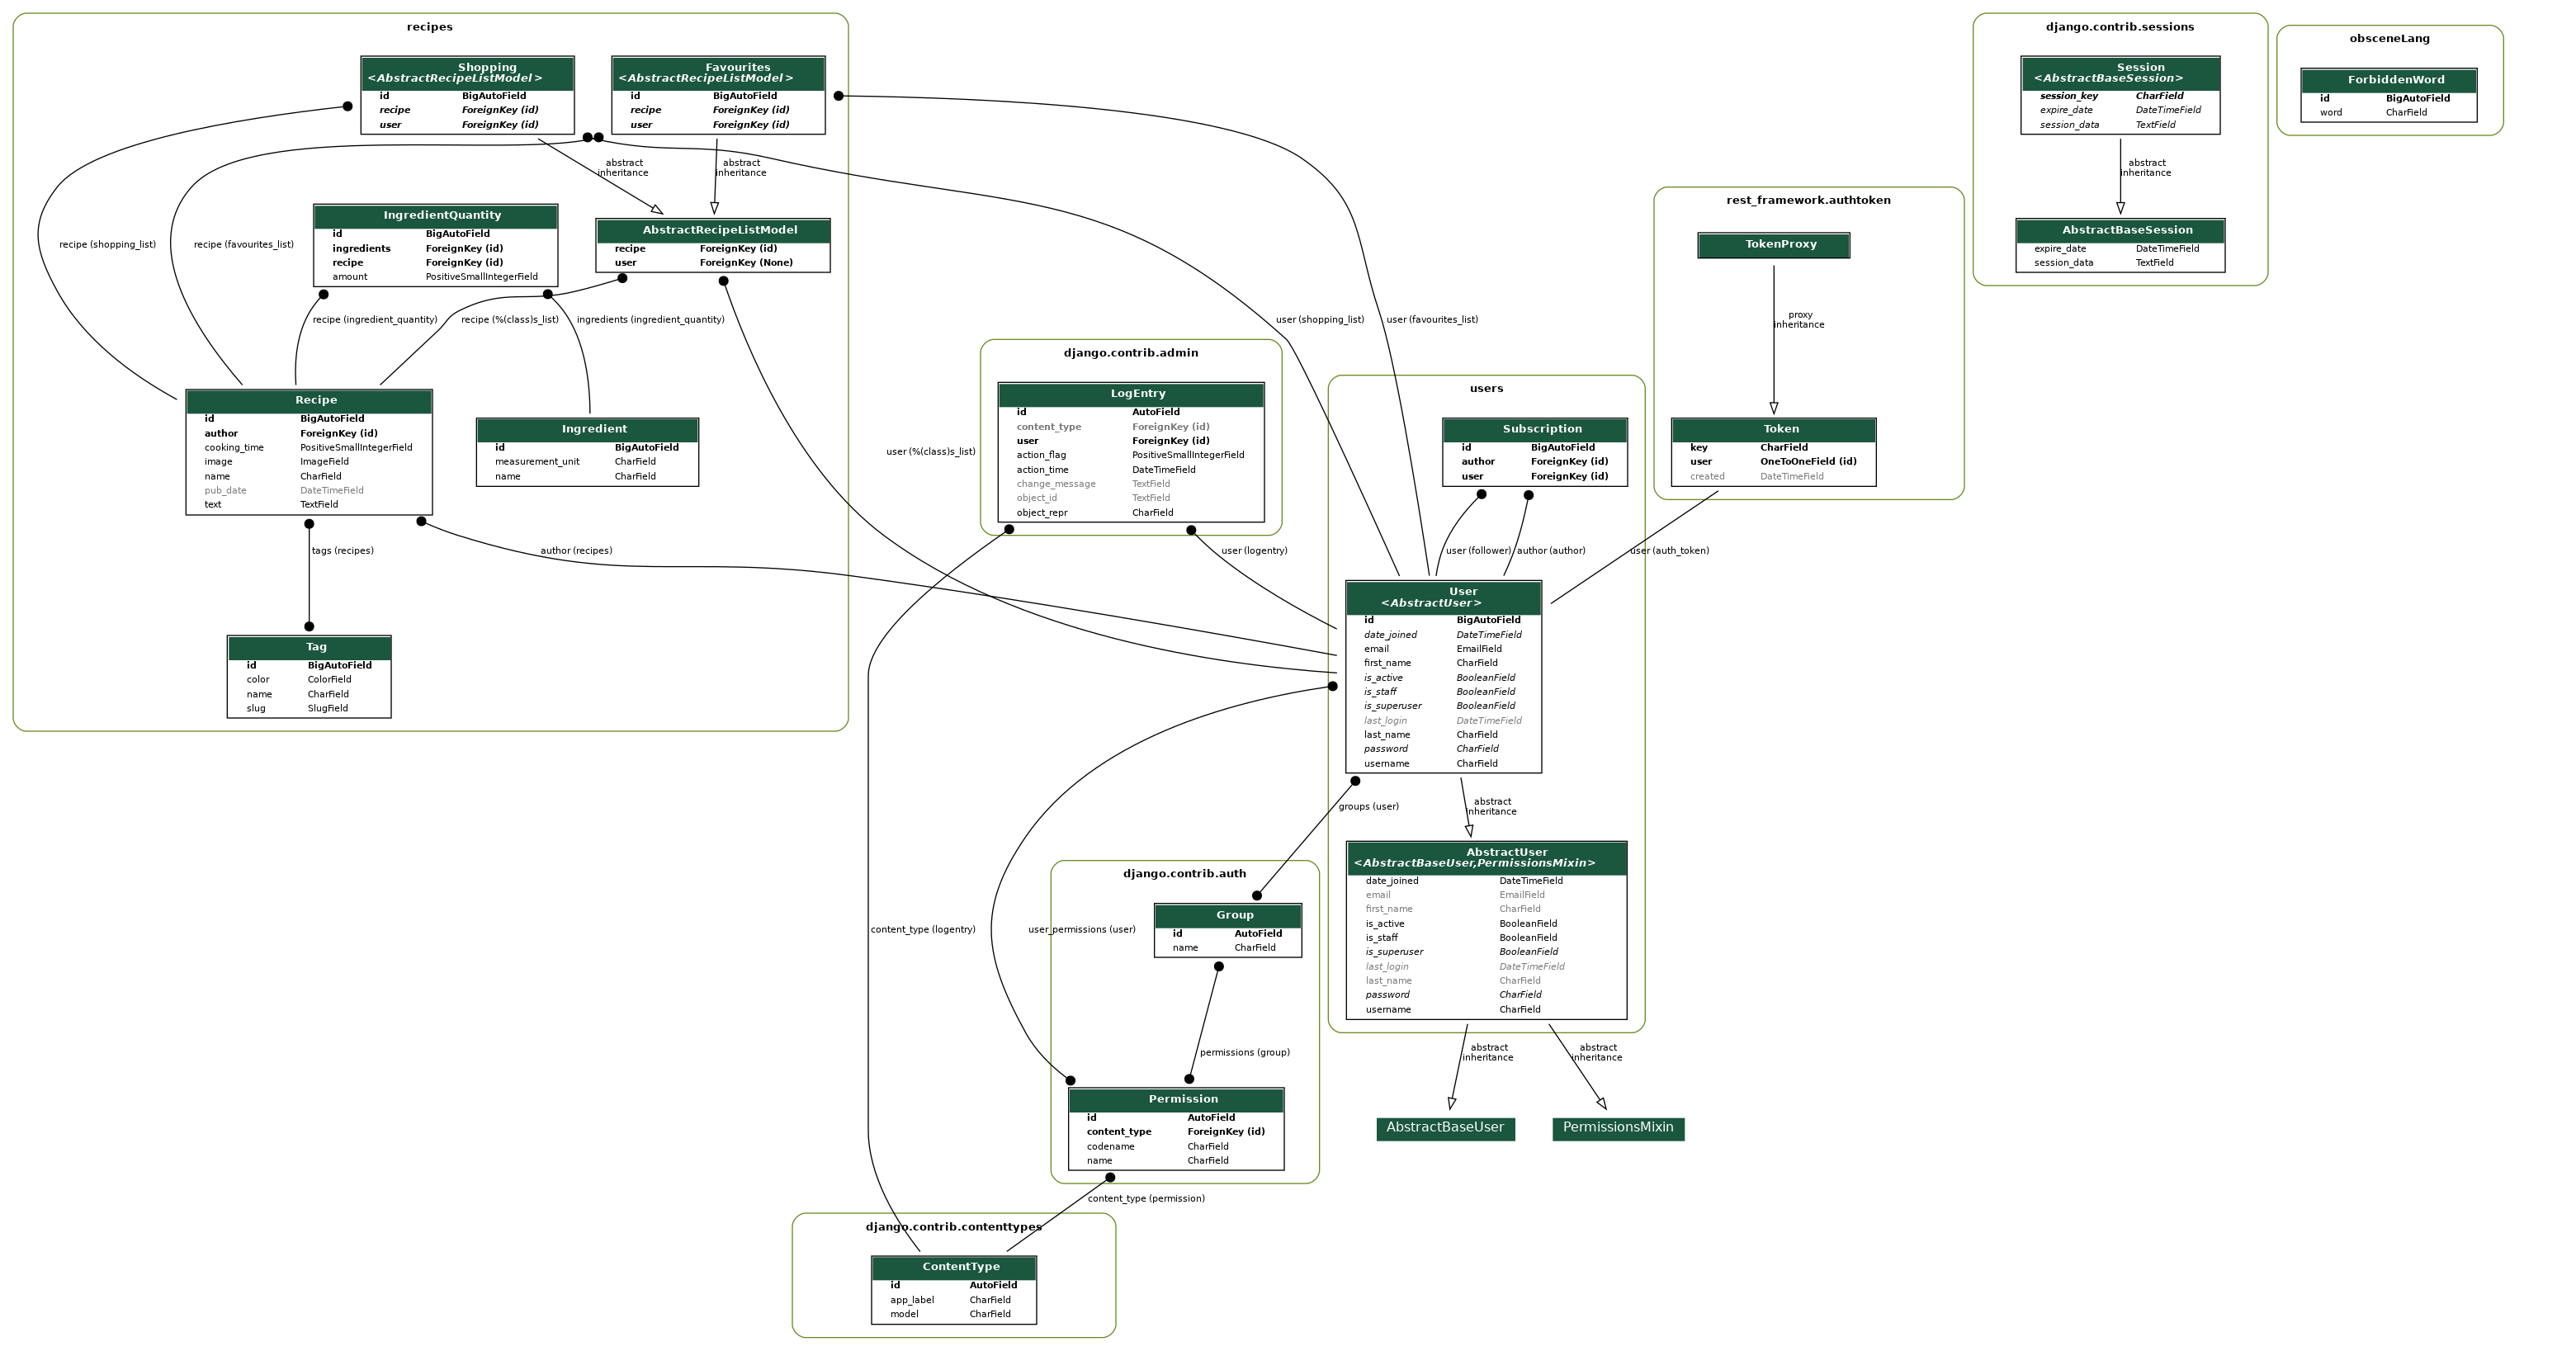 recipes
Shopping
<AbstractRecipeListModel>
id BigAutoField
recipe ForeignKey (id)
user ForeignKey (id)
Favourites
<AbstractRecipeListModel>
id BigAutoField
recipe ForeignKey (id)
user ForeignKey (id)
abstract
inheritance
abstract
inheritance
IngredientQuantity
id BigAutoField
ingredients ForeignKey (id)
recipe ForeignKey (id)
amount PositiveSmallIntegerField
AbstractRecipeListModel
recipe ForeignKey (id)
user ForeignKey (None)
recipe (shopping_list)
recipe (favourites_list)
recipe (ingredient_quantity)
recipe (%(class)s_list)
ingredients (ingredient_quantity)
Recipe
id BigAutoField
author ForeignKey (id)
cooking_time PositiveSmallIntegerField
image ImageField
name CharField
pub_date DateTimeField
text TextField
Ingredient
id BigAutoField
measurement_unit CharField
name CharField
tags (recipes)
author (recipes)
Tag
id BigAutoField
color ColorField
name CharField
slug SlugField
user (%(class)s_list)
user (shopping_list)
user (favourites_list)
django.contrib.admin
LogEntry
id AutoField
content_type ForeignKey (id)
user ForeignKey (id)
action_flag PositiveSmallIntegerField
action_time DateTimeField
change_message TextField
object_id TextField
object_repr CharField
user (logentry)
content_type (logentry)
users
Subscription
id BigAutoField
author ForeignKey (id)
user ForeignKey (id)
user (follower)
author (author)
User
<AbstractUser>
id BigAutoField
date_joined DateTimeField
email EmailField
first_name CharField
is_active BooleanField
is_staff BooleanField
is_superuser BooleanField
last_login DateTimeField
last_name CharField
password CharField
username CharField
groups (user)
abstract
inheritance
AbstractUser
<AbstractBaseUser,PermissionsMixin>
date_joined DateTimeField
email EmailField
first_name CharField
is_active BooleanField
is_staff BooleanField
is_superuser BooleanField
last_login DateTimeField
last_name CharField
password CharField
username CharField
abstract
inheritance
abstract
inheritance
AbstractBaseUser
PermissionsMixin
rest_framework.authtoken
TokenProxy
proxy
inheritance
Token
key CharField
user OneToOneField (id)
created DateTimeField
user (auth_token)
django.contrib.sessions
Session
<AbstractBaseSession>
session_key CharField
expire_date DateTimeField
session_data TextField
abstract
inheritance
AbstractBaseSession
expire_date DateTimeField
session_data TextField
obsceneLang
ForbiddenWord
id BigAutoField
word CharField
django.contrib.auth
Group
id AutoField
name CharField
user_permissions (user)
permissions (group)
Permission
id AutoField
content_type ForeignKey (id)
codename CharField
name CharField
content_type (permission)
django.contrib.contenttypes
ContentType
id AutoField
app_label CharField
model CharField